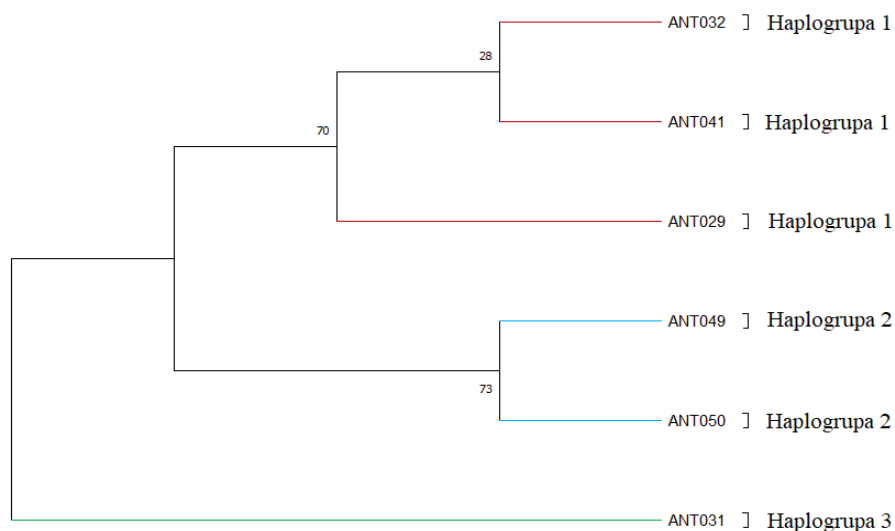 ANT032 ] Haplogrupa 1
28
ANT041 ] Haplogrupa 1
70
ANT029 ] Haplogrupa 1
ANT049 ] Haplogrupa 2
73
ANT050 ] Haplogrupa 2
ANT031 ] Haplogrupa 3